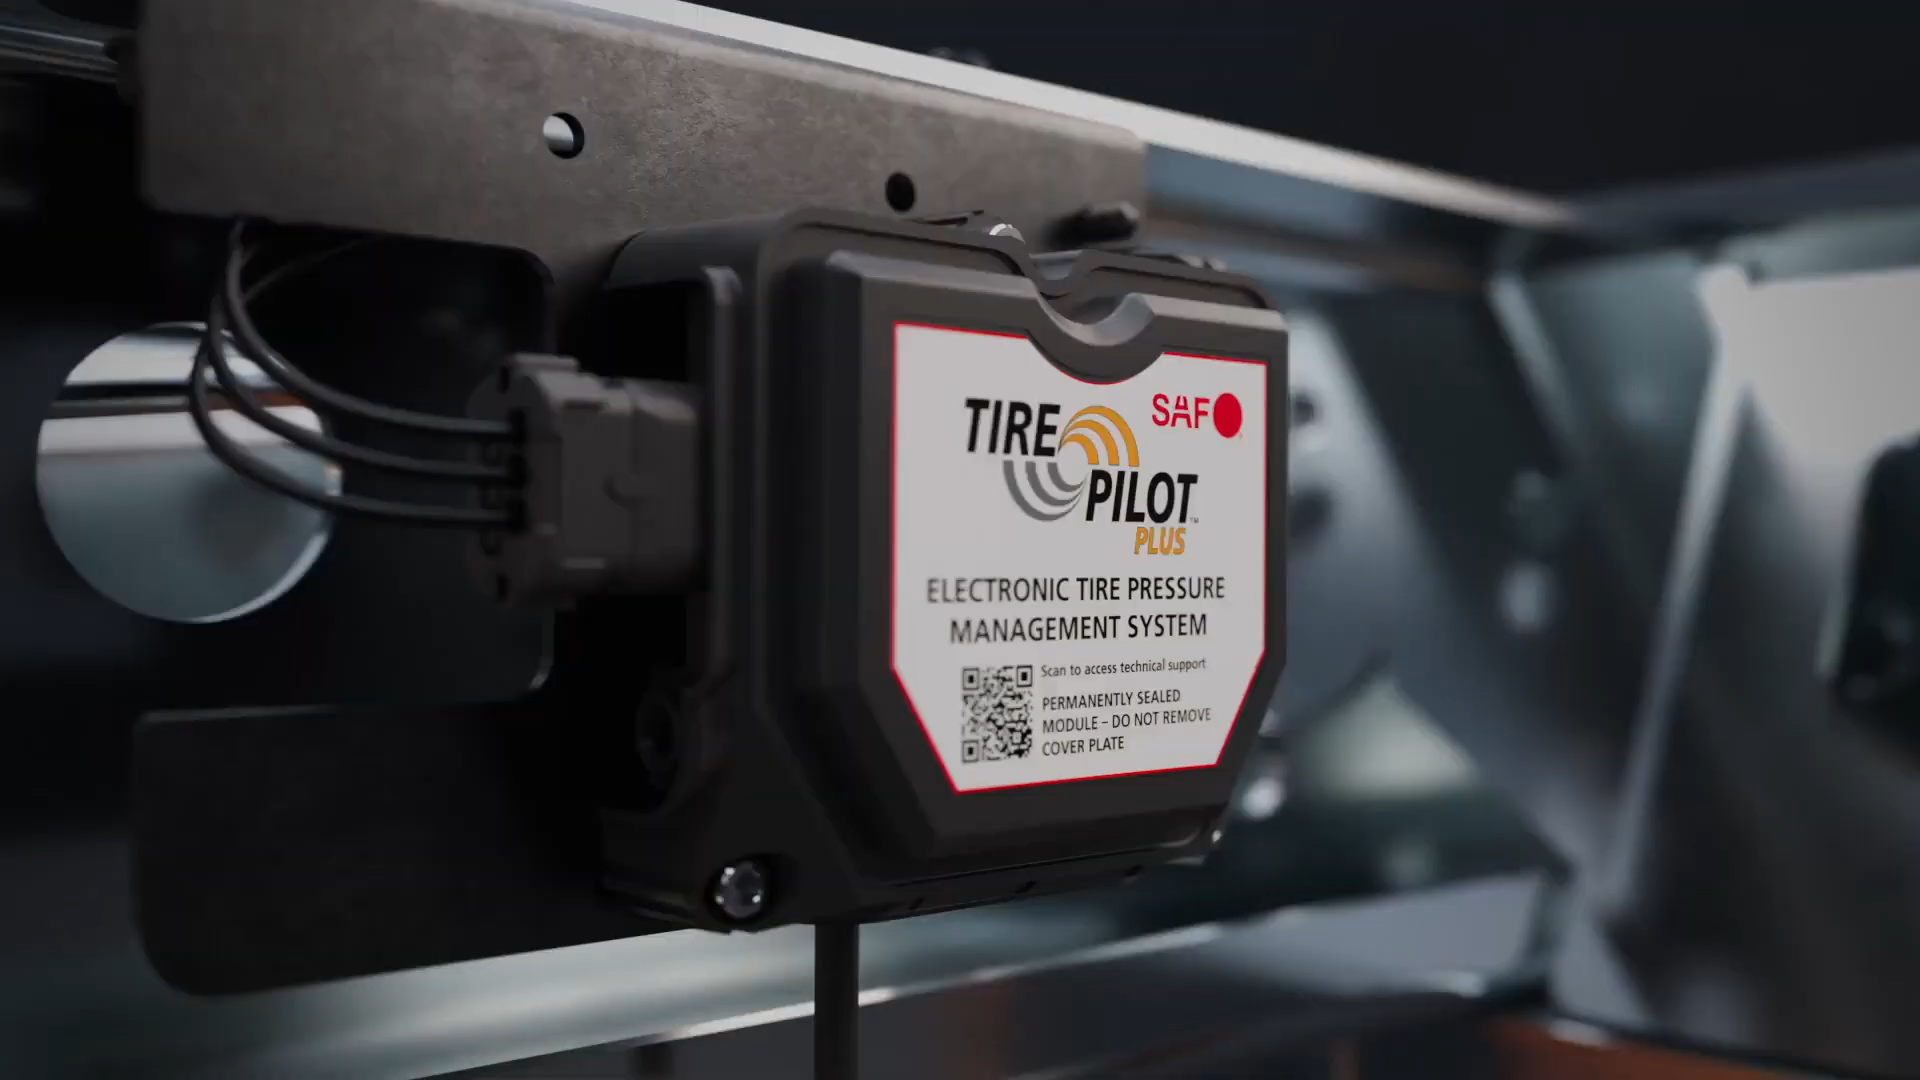 TIRE
PILOT™
PLUS
SAF
ELECTRONIC TIRE PRESSURE
MANAGEMENT SYSTEM
Scan to access technical support
PERMANENTLY SEALED
MODULE – DO NOT REMOVE
COVER PLATE